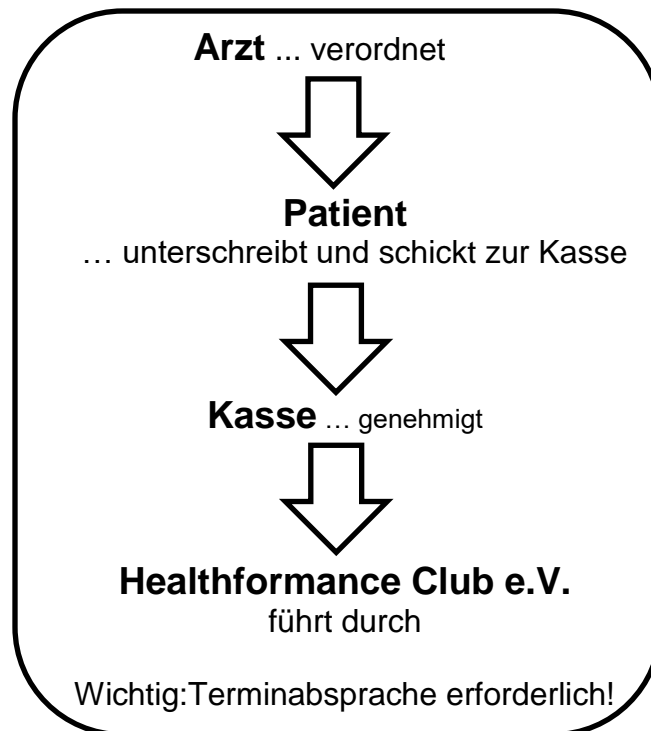 Arzt ... verordnet
Patient
… unterschreibt und schickt zur Kasse
Kasse … genehmigt
Healthformance Club e.V.
führt durch
Wichtig:Terminabsprache erforderlich!